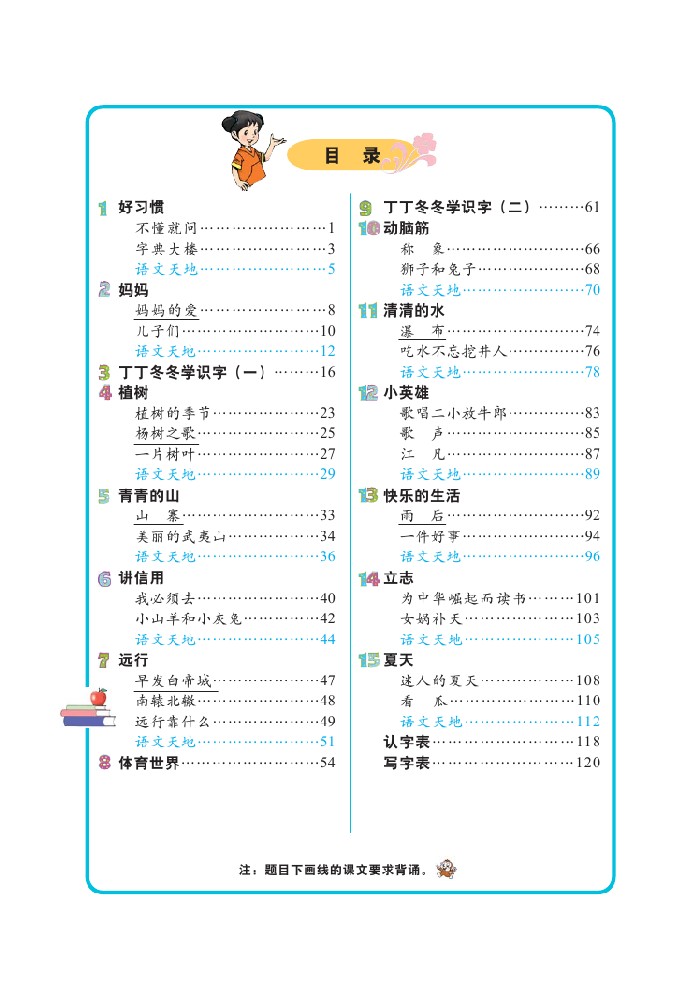 目 录
1 好习惯
不懂就问………………………1
字典大楼………………………3
语文天地………………………5
2 妈妈
妈妈的爱………………………8
儿子们………………………10
语文天地………………………12
3 丁丁冬冬学识字（一）………16
4 植树
植树的季节………………………23
杨树之歌………………………25
一片树叶………………………27
语文天地………………………29
5 青青的山
山 寨………………………33
美丽的武夷山………………………34
语文天地………………………36
6 讲信用
我必须去………………………40
小山羊和小灰兔………………………42
语文天地………………………44
7 远行
早发白帝城………………………47
南辕北辙………………………48
远行靠什么………………………49
语文天地………………………51
8 体育世界………………………54
9 丁丁冬冬学识字（二）………61
10 动脑筋
称 象………………………66
狮子和兔子………………………68
语文天地………………………70
11 清清的水
瀑 布………………………74
吃水不忘挖井人………………………76
语文天地………………………78
12 小英雄
歌唱二小放牛郎………………………83
歌 声………………………85
江 凡………………………87
语文天地………………………89
13 快乐的生活
雨 后………………………92
一件好事………………………94
语文天地………………………96
14 立志
为中华崛起而读书………101
女娲补天………………………103
语文天地………………………105
15 夏天
迷人的夏天………………………108
看 瓜………………………110
语文天地………………………112
认字表………………………118
写字表………………………120
注：题目下画线的课文要求背诵。